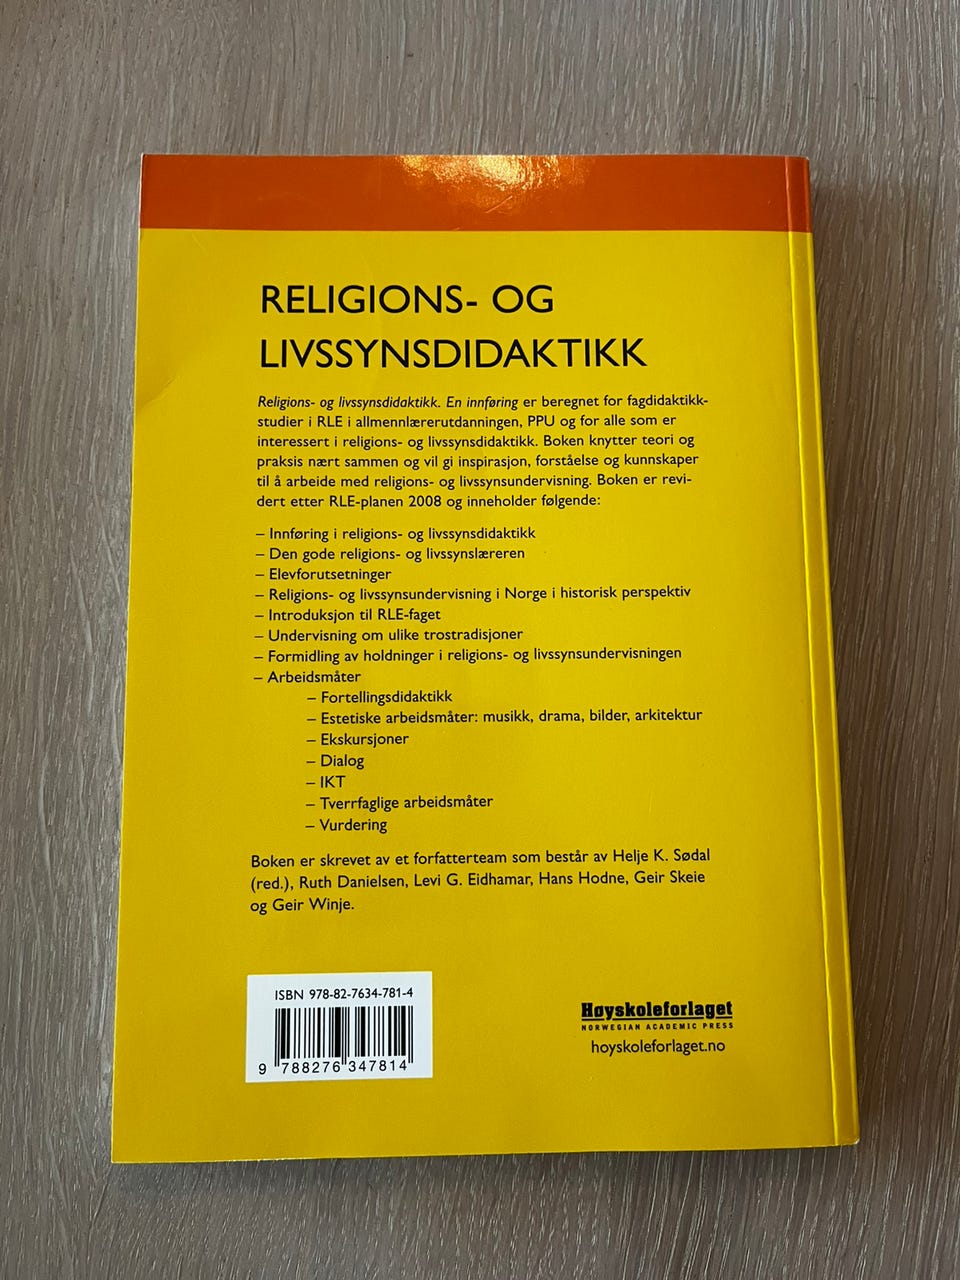 RELIGIONS- OG
LIVSSYNSDIDAKTIKK
Religions- og livssynsdidaktikk. En innføring er beregnet for fagdidaktikk-
studier i RLE i allmennlærerutdanningen, PPU og for alle som er
interessert i religions- og livssynsdidaktikk. Boken knytter teori og
praksis nært sammen og vil gi inspirasjon, forståelse og kunnskaper
til å arbeide med religions- og livssynsundervisning. Boken er revi-
dert etter RLE-planen 2008 og inneholder følgende:
– Innføring i religions- og livssynsdidaktikk
– Den gode religions- og livssynslæreren
– Elevforutsetninger
– Religions- og livssynsundervisning i Norge i historisk perspektiv
– Introduksjon til RLE-faget
– Undervisning om ulike trostradisjoner
– Formidling av holdninger i religions- og livssynsundervisningen
– Arbeidsmåter
– Fortellingsdidaktikk
– Estetiske arbeidsmåter: musikk, drama, bilder, arkitektur
– Ekskursjoner
– Dialog
– IKT
– Tverrfaglige arbeidsmåter
– Vurdering
Boken er skrevet av et forfatterteam som består av Helje K. Sødal
(red.), Ruth Danielsen, Levi G. Eidhamar, Hans Hodne, Geir Skeie
og Geir Winje.
ISBN 978-82-7634-781-4
9 788276 347814
Høyskoleforlaget
NORWEGIAN ACADEMIC PRESS
hoyskoleforlaget.no